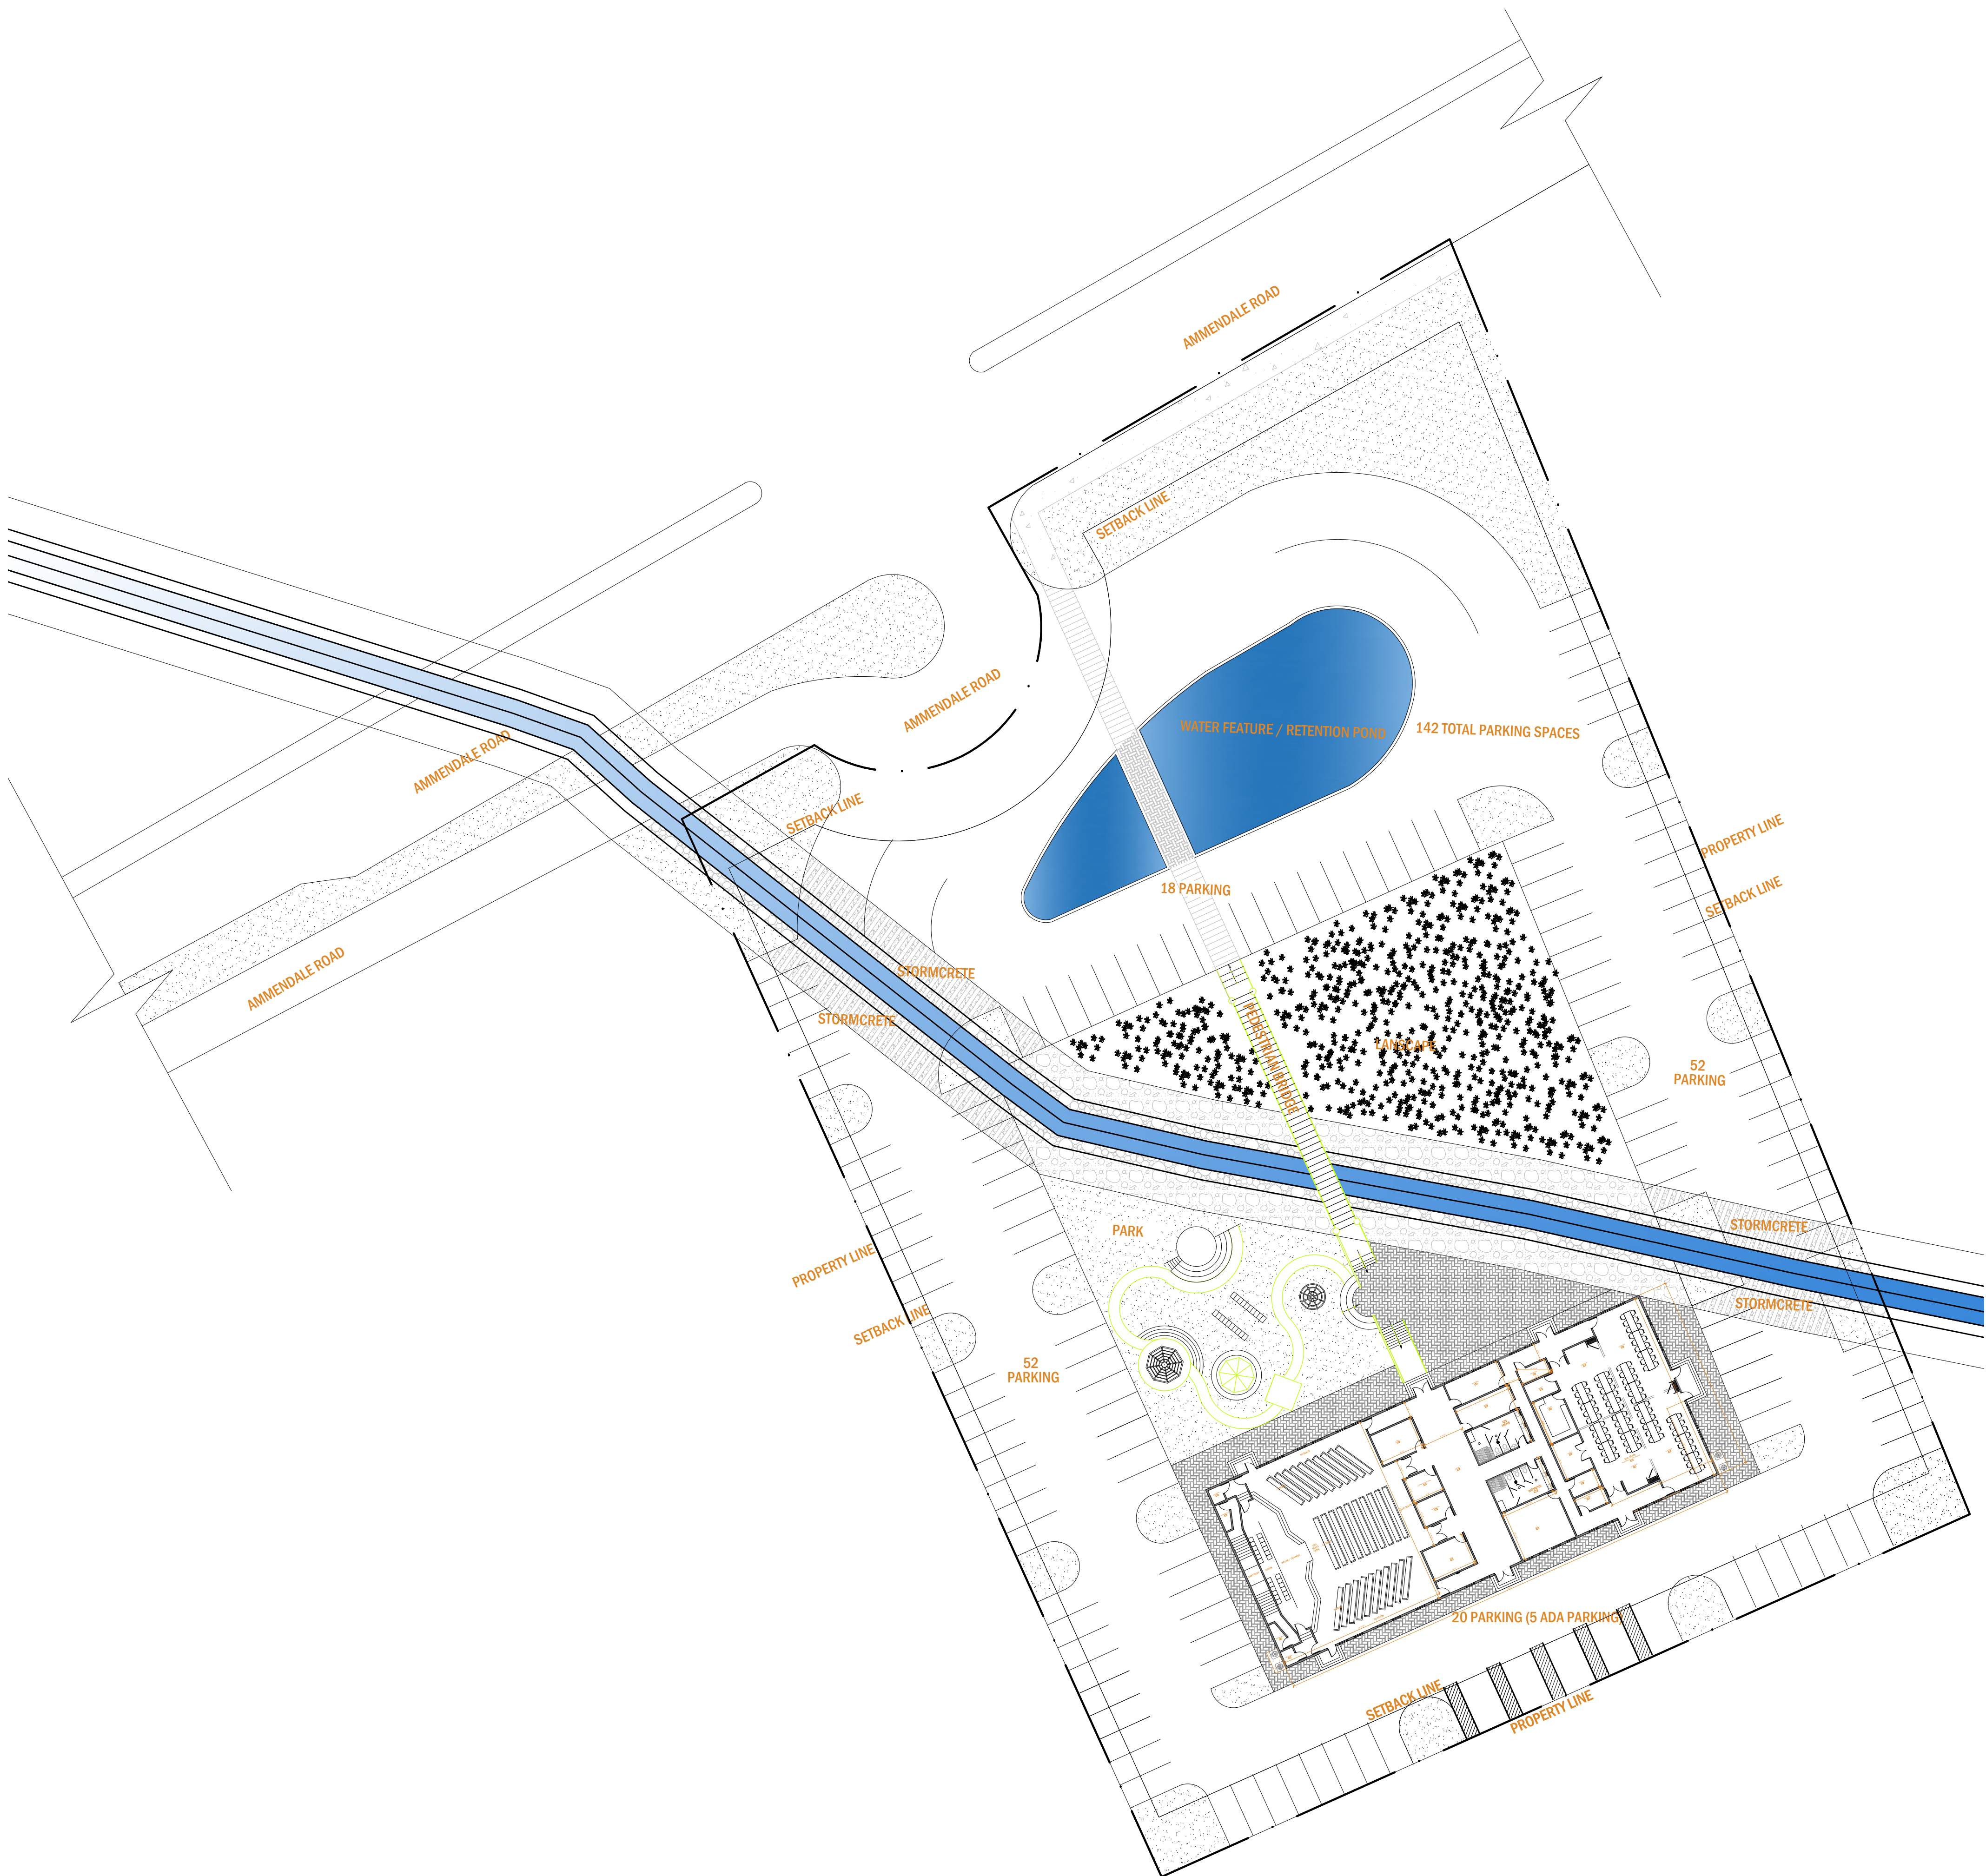 AMMENDALE ROAD
SETBACK LINE
AMMENDALE ROAD
WATER FEATURE / RETENTION POND
142 TOTAL PARKING SPACES
AMMENDALE ROAD
SETBACK LINE
PROPERTY LINE
18 PARKING
SETBACK LINE
AMMENDALE ROAD
STORMCRETE
STORMCRETE
PEDESTRIAN BRIDGE
LANSCAPE
52
PARKING
PARK
STORMCRETE
PROPERTY LINE
STORMCRETE
SETBACK LINE
52
PARKING
20 PARKING (5 ADA PARKING)
SETBACK LINE
PROPERTY LINE